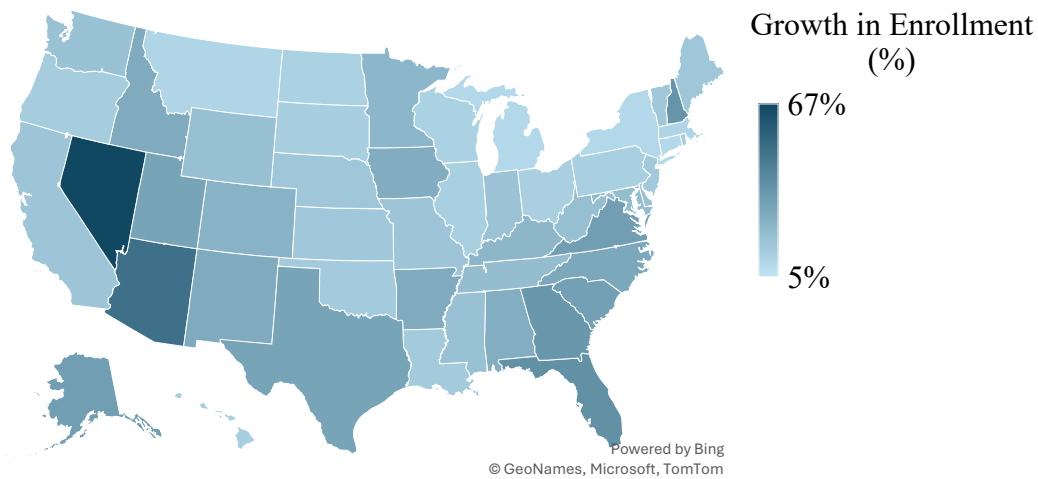 Growth in Enrollment
(%)
67%
5%
Powered by Bing
© GeoNames, Microsoft, TomTom